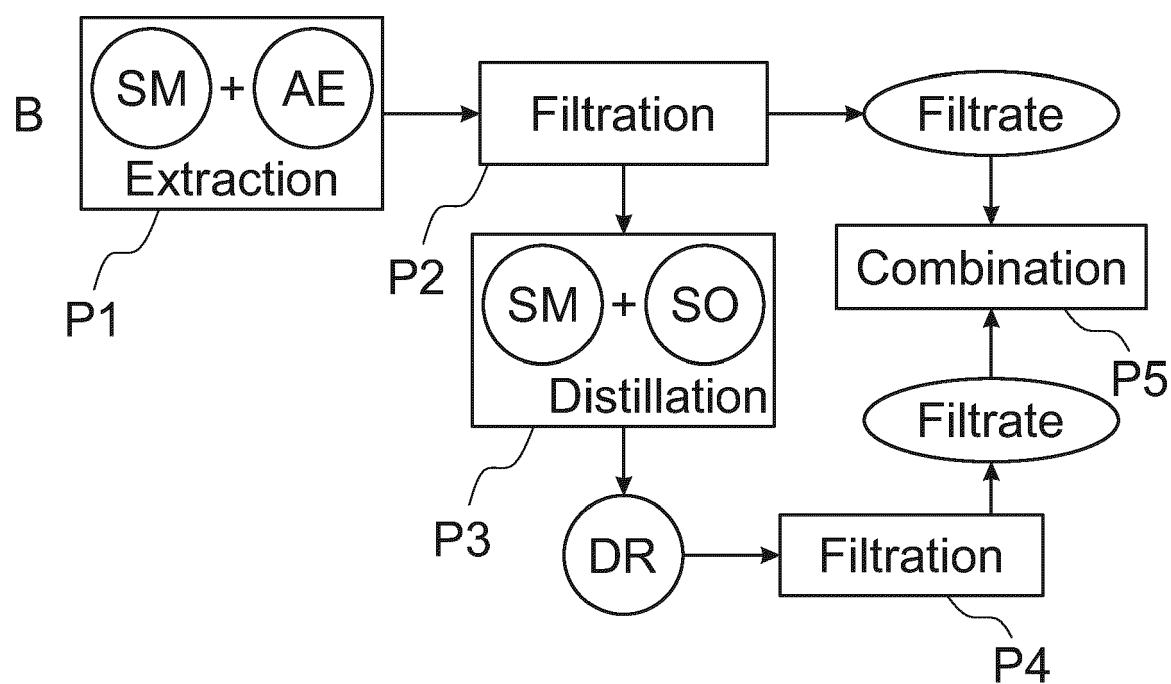 B
SM + AE
Extraction
P1
Filtration
P2
Filtrate
SM + SO
Distillation
P3
Combination
P5
Filtrate
DR
Filtration
P4